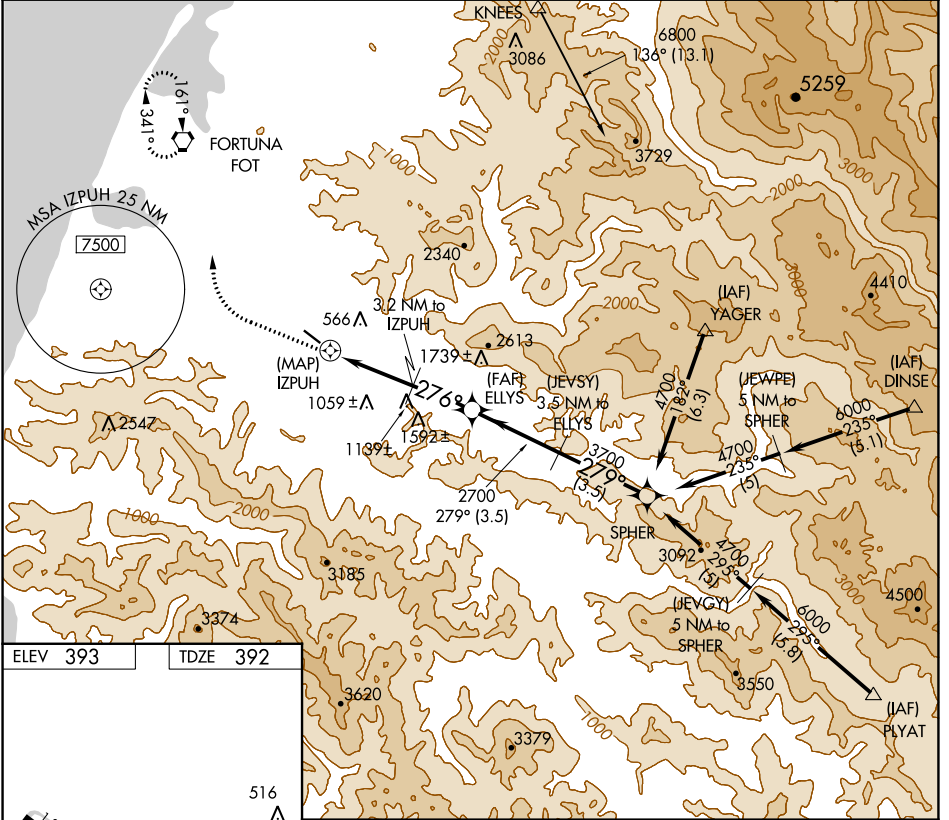 KNEES
3086
2000
6800
136° (13.1)
5259
161°
341°
FORTUNA
FOT
1000
3729
3000
2000
MSA IZPUH 25 NM
7500
2340
3000
4410
2000
(IAF)
YAGER
3.2 NM to
IZPUH
566
2613
1739±
(MAP)
IZPUH
276°
(FAF)
ELLYS
(JEVSY)
3.5 NM to
ELLYS
4700
182°
(6.3)
(JEWPE)
5 NM to
SPHER
(IAF)
DINSE
1059±
6000
235°
(5.1)
2547
1592±
1139±
4700
235°
(5)
3700
279°
(3.5)
2700
279° (3.5)
SPHER
1000
2000
3092
4700
295°
(5)
3185
3000
4500
(JEVGY)
5 NM to
SPHER
6000
295°
(5.8)
3374
ELEV 393
TDZE 392
3550
3620
(IAF)
PLYAT
1000
3379
516